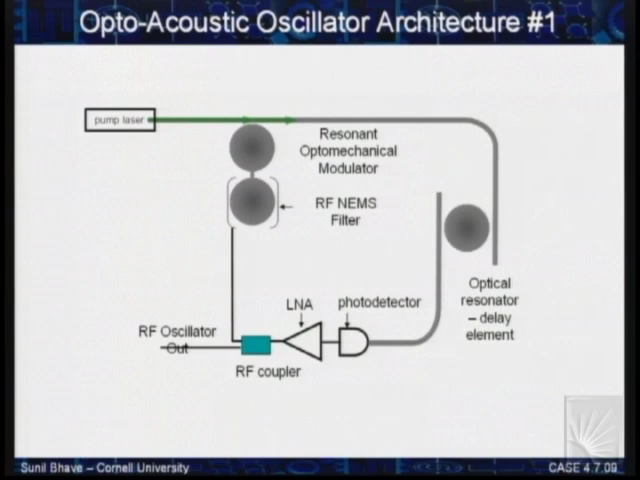 Opto-Acoustic Oscillator Architecture #1
pump laser
Resonant
Optomechanical
Modulator
RF NEMS
Filter
Optical
resonator
– delay
element
LNA
photodetector
RF Oscillator
Out
RF coupler
Sunil Bhave – Cornell University
CASE 4.7.09